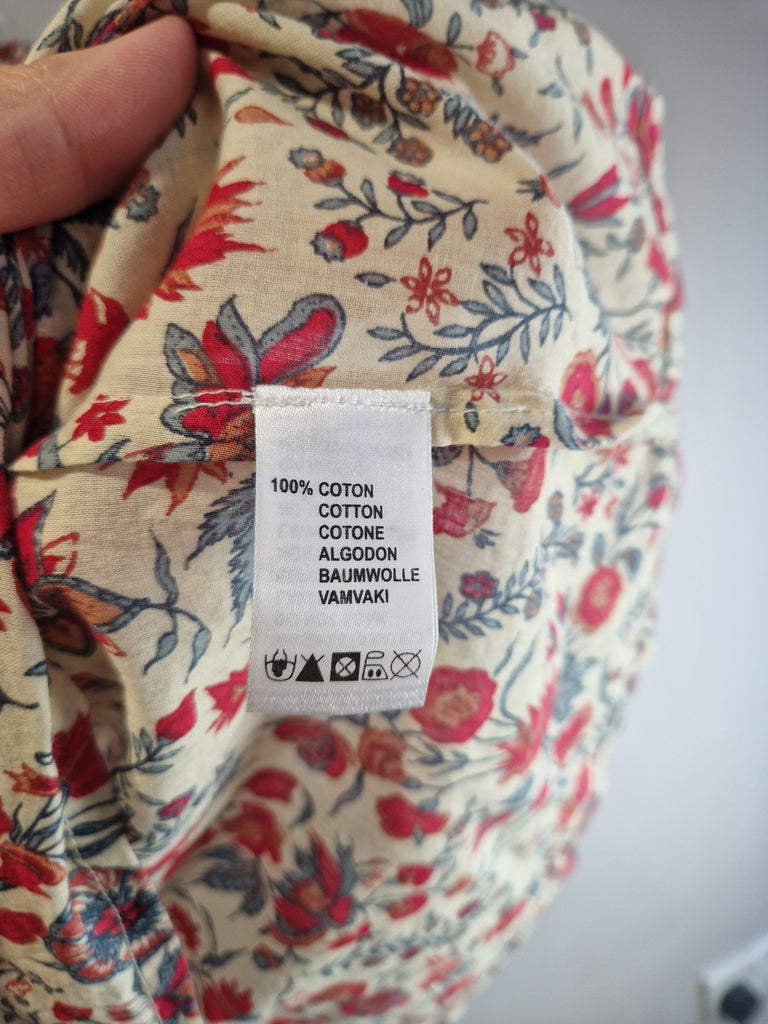 100% COTON
COTTON
COTONE
ALGODON
BAUMWOLLE
VAMVAKI